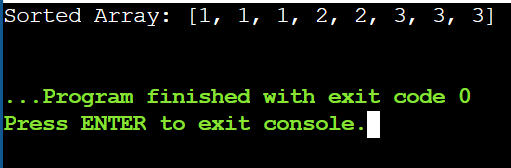 Sorted Array: [1, 1, 1, 2, 2, 3, 3, 3]
...Program finished with exit code 0
Press ENTER to exit console.